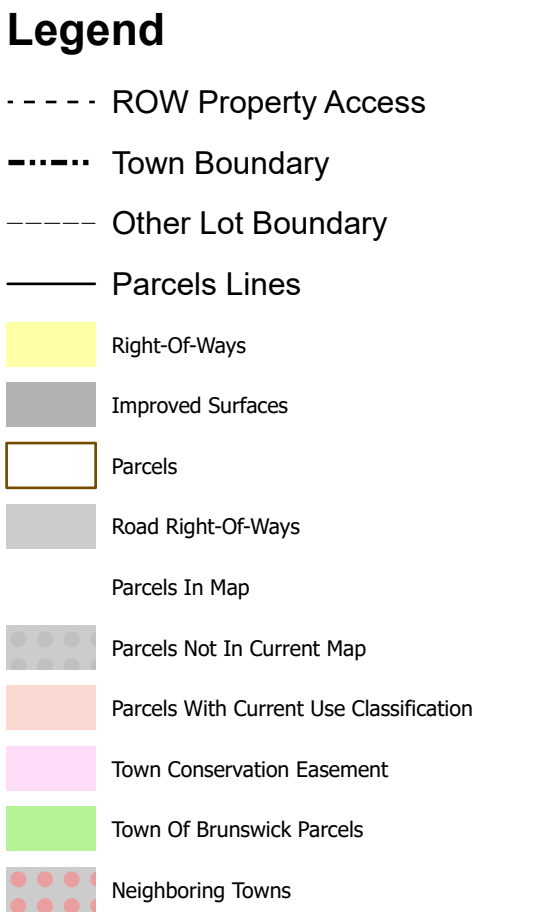 Legend
ROW Property Access
Town Boundary
Other Lot Boundary
Parcels Lines
Right-Of-Ways
Improved Surfaces
Parcels
Road Right-Of-Ways
Parcels In Map
Parcels Not In Current Map
Parcels With Current Use Classification
Town Conservation Easement
Town Of Brunswick Parcels
Neighboring Towns